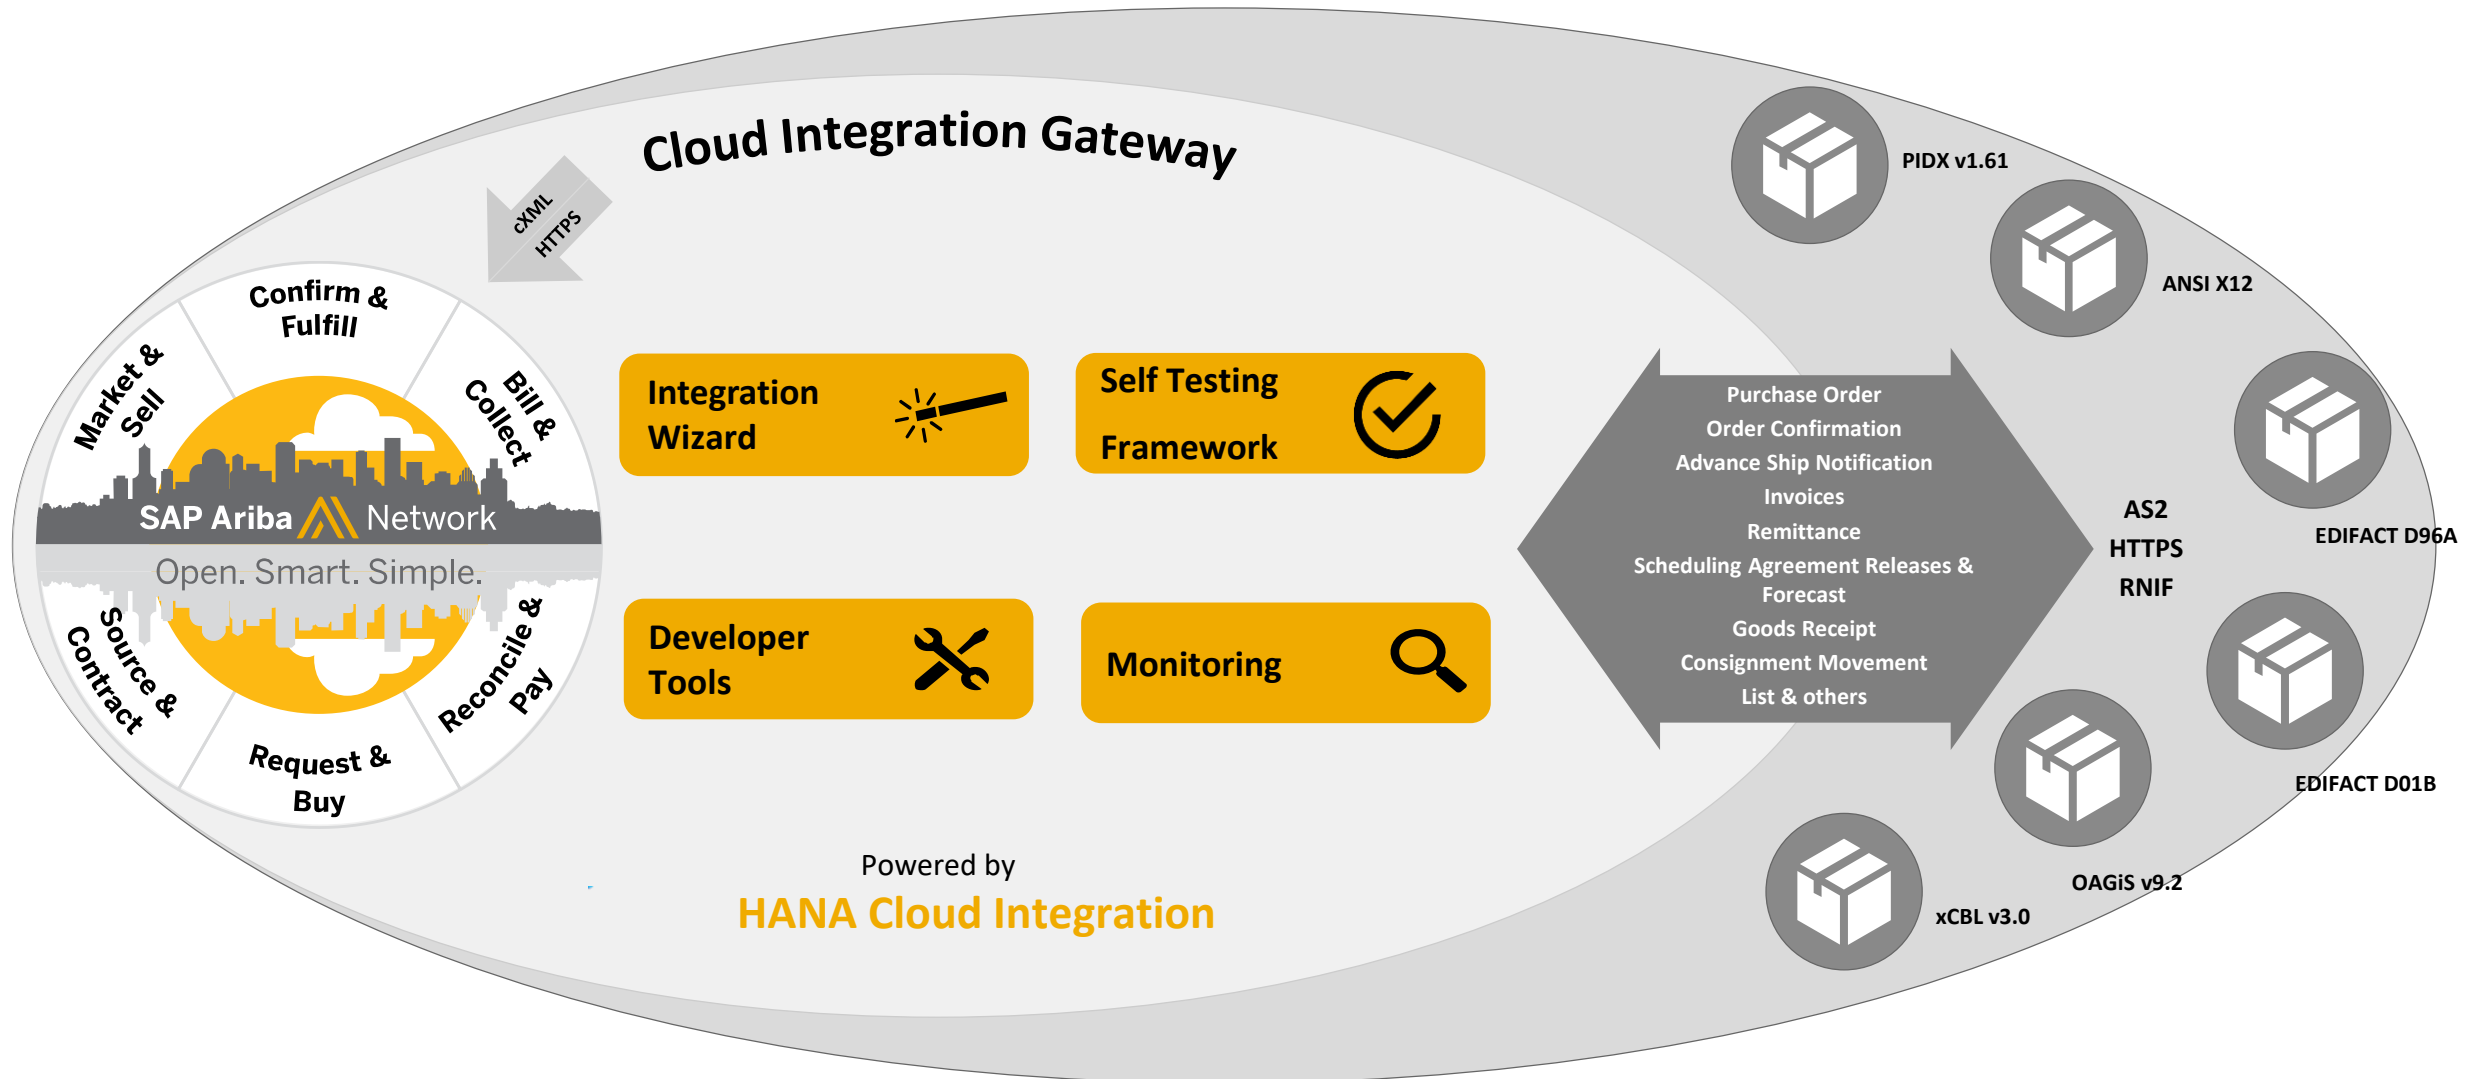 Cloud Integration Gateway
cXML
HTTPS
Confirm &
Fulfill
Market &
Sell
Bill &
Collect
SAP Ariba Network
Open. Smart. Simple.
Source &
Contract
Reconcile &
Pay
Request &
Buy
Integration
Wizard
Self Testing
Framework
Developer
Tools
Monitoring
Powered by
HANA Cloud Integration
Purchase Order
Order Confirmation
Advance Ship Notification
Invoices
Remittance
Scheduling Agreement Releases &
Forecast
Goods Receipt
Consignment Movement
List & others
AS2
HTTPS
RNIF
PIDX v1.61
ANSI X12
EDIFACT D96A
EDIFACT D01B
OAGiS v9.2
xCBL v3.0